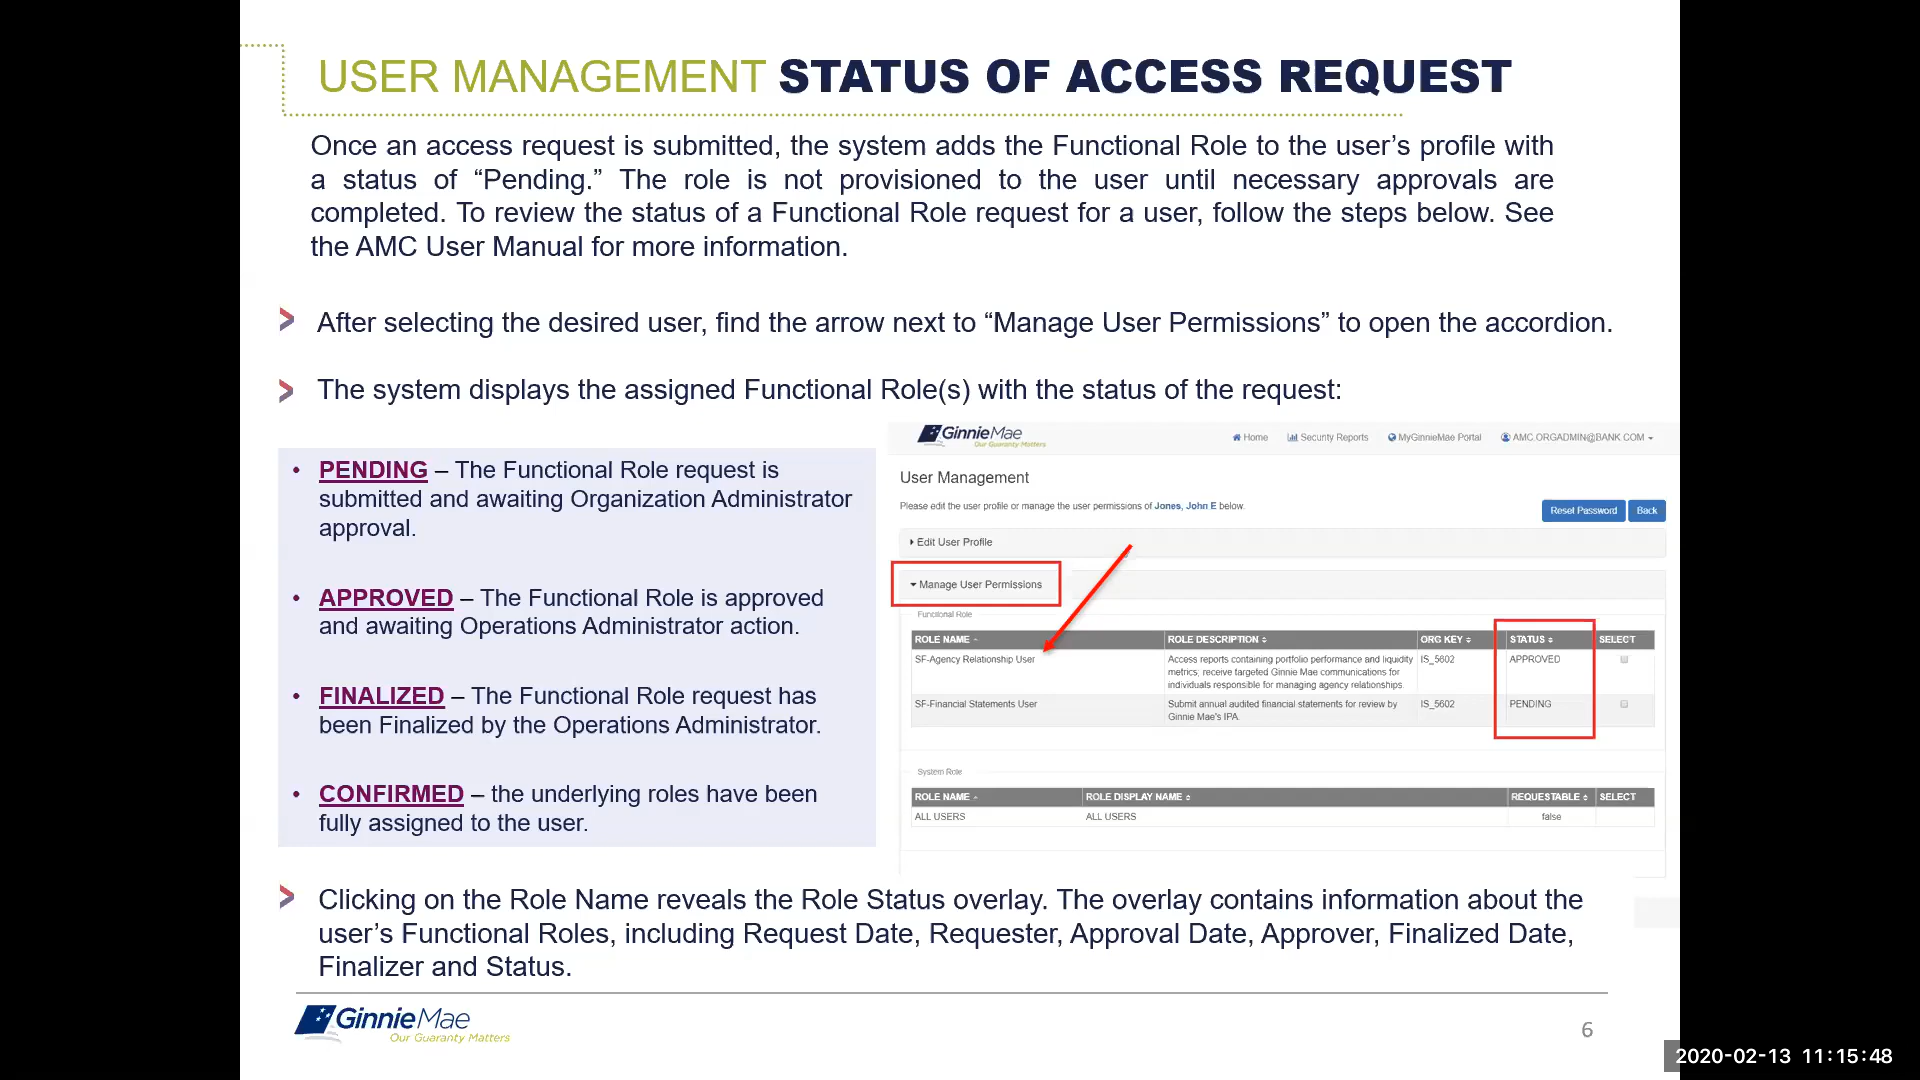 USER MANAGEMENT STATUS OF ACCESS REQUEST
Once an access request is submitted, the system adds the Functional Role to the user’s profile with
a status of “Pending.” The role is not provisioned to the user until necessary approvals are
completed. To review the status of a Functional Role request for a user, follow the steps below. See
the AMC User Manual for more information.
After selecting the desired user, find the arrow next to “Manage User Permissions” to open the accordion.
The system displays the assigned Functional Role(s) with the status of the request:
• PENDING – The Functional Role request is
submitted and awaiting Organization Administrator
approval.
• APPROVED – The Functional Role is approved
and awaiting Operations Administrator action.
• FINALIZED – The Functional Role request has
been Finalized by the Operations Administrator.
• CONFIRMED – the underlying roles have been
fully assigned to the user.
GinnieMae
Our Guaranty Matters
Home Security Reports MyGinnieMae Portal AMC.ORGADMIN@BANK.COM
User Management
Please edit the user profile or manage the user permissions of Jones, John E below.
Reset Password Back
Edit User Profile
Manage User Permissions
Functional Role
ROLE NAME ROLE DESCRIPTION ORG KEY STATUS SELECT
SF-Agency Relationship User Access reports containing portfolio performance and liquidity IS_5602 APPROVED
metrics; receive targeted Ginnie Mae communications for
individuals responsible for managing agency relationships.
SF-Financial Statements User Submit annual audited financial statements for review by IS_5602 PENDING
Ginnie Mae's IPA.
System Role
ROLE NAME ROLE DISPLAY NAME REQUESTABLE SELECT
ALL USERS ALL USERS false
Clicking on the Role Name reveals the Role Status overlay. The overlay contains information about the
user’s Functional Roles, including Request Date, Requester, Approval Date, Approver, Finalized Date,
Finalizer and Status.
GinnieMae
Our Guaranty Matters
6
2020-02-13 11:15:48